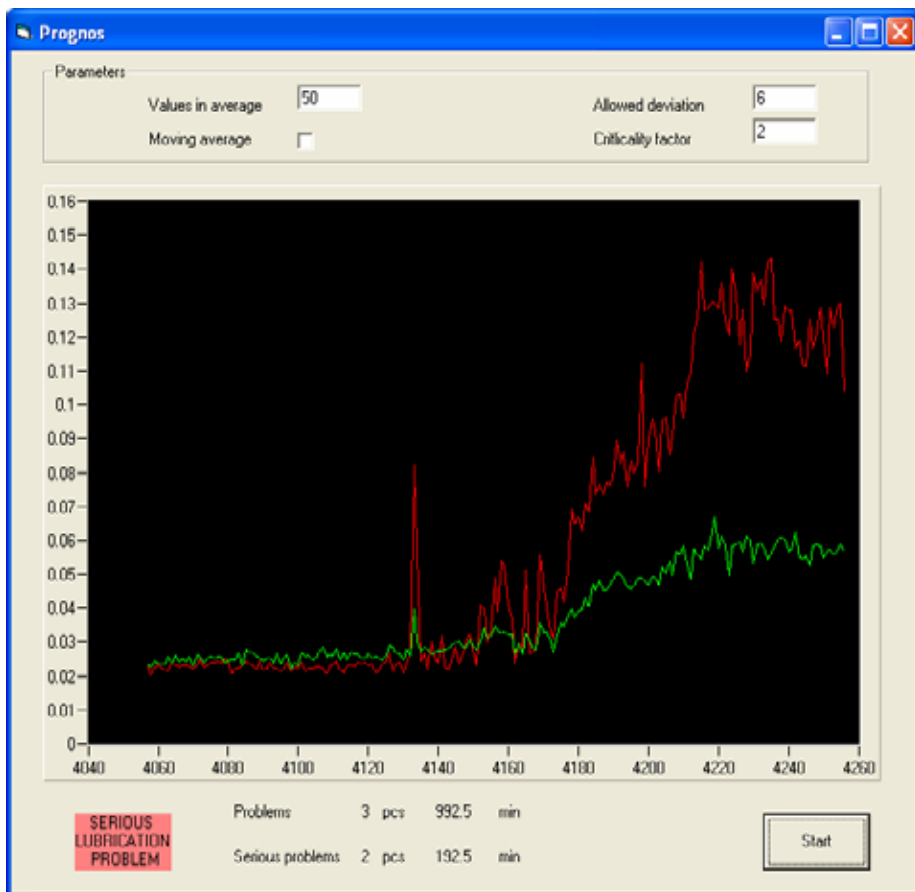 Prognos
Parameters
Values in average 50 Allowed deviation 6
Moving average Criticality factor 2
0.16
0.15
0.14
0.13
0.12
0.11
0.1
0.09
0.08
0.07
0.06
0.05
0.04
0.03
0.02
0.01
0
4040 4060 4080 4100 4120 4140 4160 4180 4200 4220 4240 4260
SERIOUS
LUBRICATION
PROBLEM
Problems 3 pcs 992.5 min
Serious problems 2 pcs 192.5 min
Start